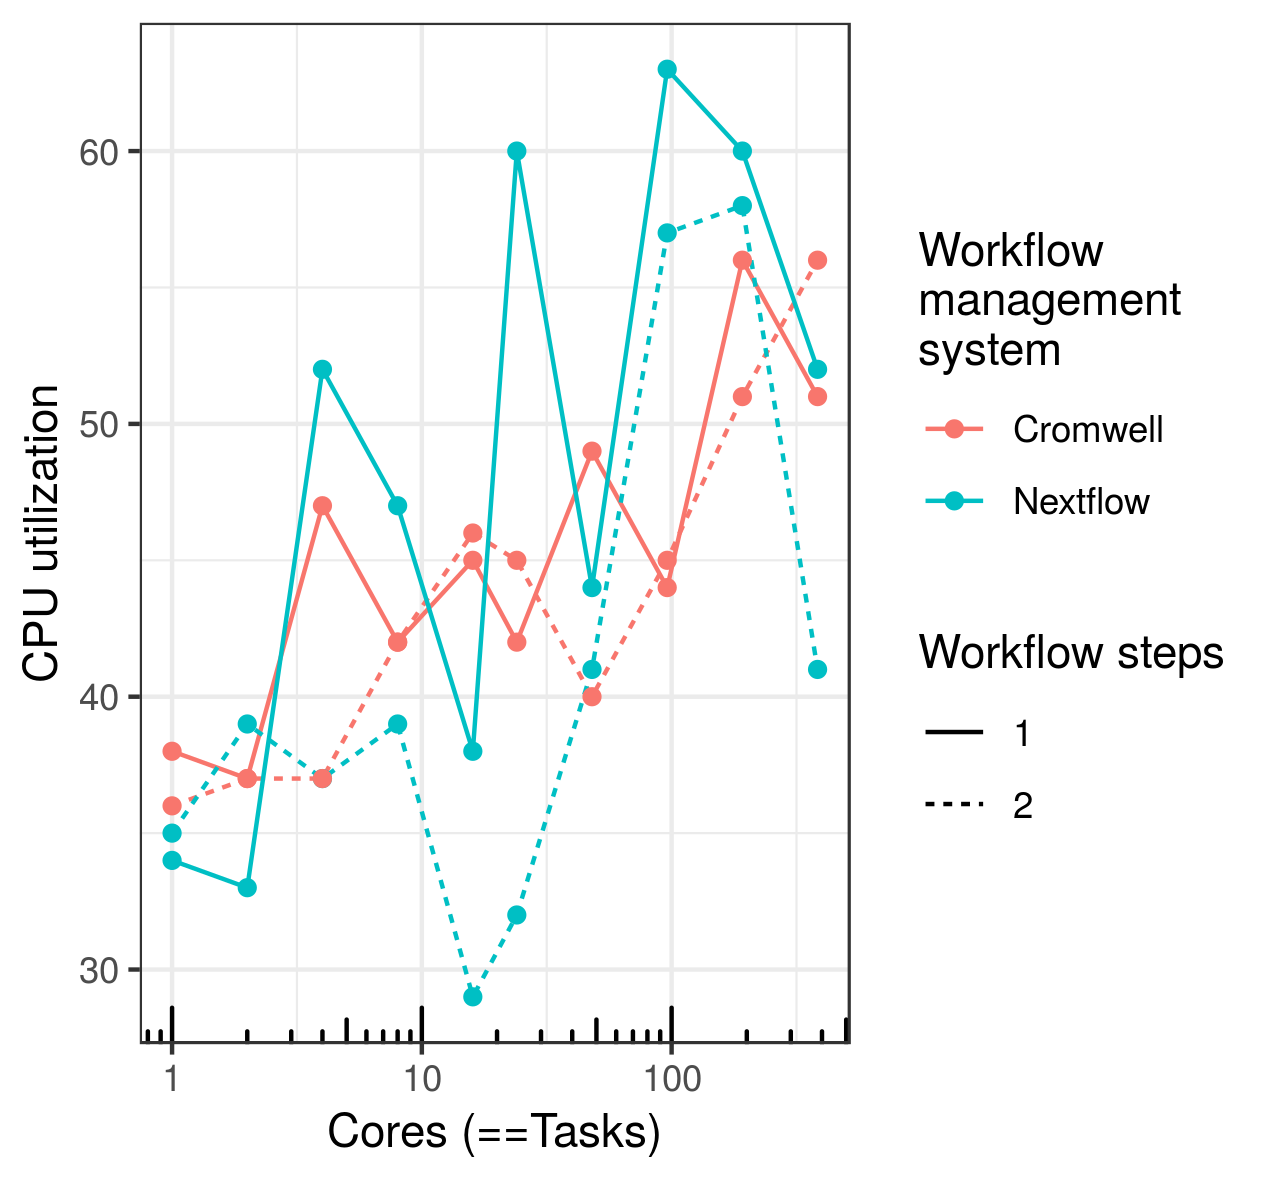 60
50
40
30
CPU utilization
1 10 100
Cores (==Tasks)
Workflow
management
system
Cromwell
Nextflow
Workflow steps
1
2